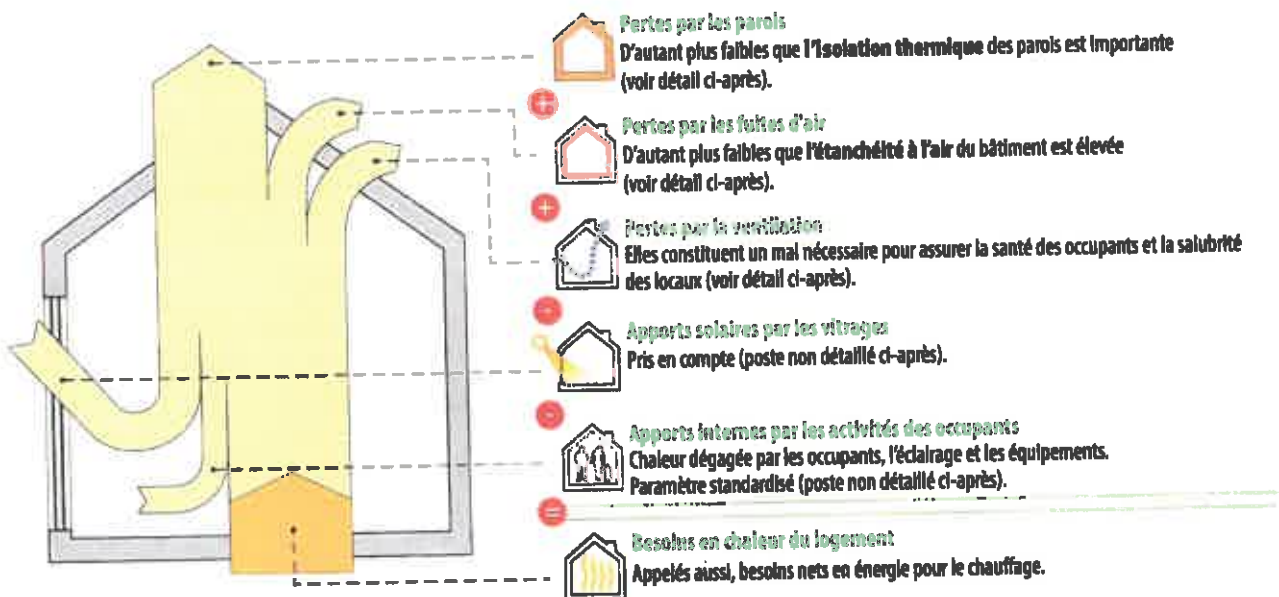 Pertes par les parois
D'autant plus faibles que l'isolation thermique des parois est importante
(voir détail ci-après).
+
Pertes par les fuites d'air
D'autant plus faibles que l'étanchéité à l'air du bâtiment est élevée
(voir détail ci-après).
+
Pertes par la ventilation
Elles constituent un mal nécessaire pour assurer la santé des occupants et la salubrité
des locaux (voir détail ci-après).
-
Apports solaires par les vitrages
Pris en compte (poste non détaillé ci-après).
-
Apports internes par les activités des occupants
Chaleur dégagée par les occupants, l'éclairage et les équipements.
Paramètre standardisé (poste non détaillé ci-après).
=
Besoins en chaleur du logement
Appelés aussi, besoins nets en énergie pour le chauffage.